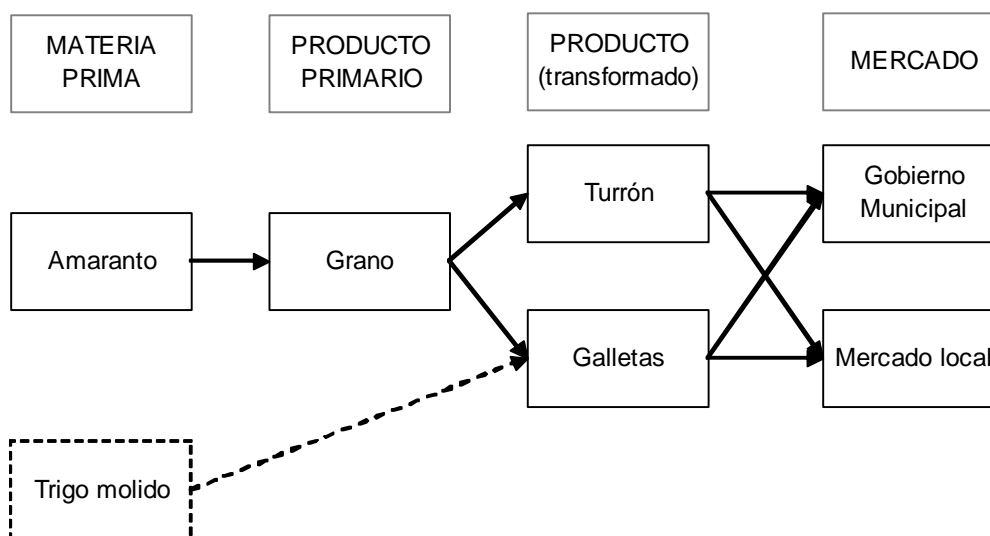 MATERIA
PRIMA
PRODUCTO
PRIMARIO
PRODUCTO
(transformado)
MERCADO
Amaranto
Grano
Turrón
Gobierno
Municipal
Galletas
Mercado local
Trigo molido